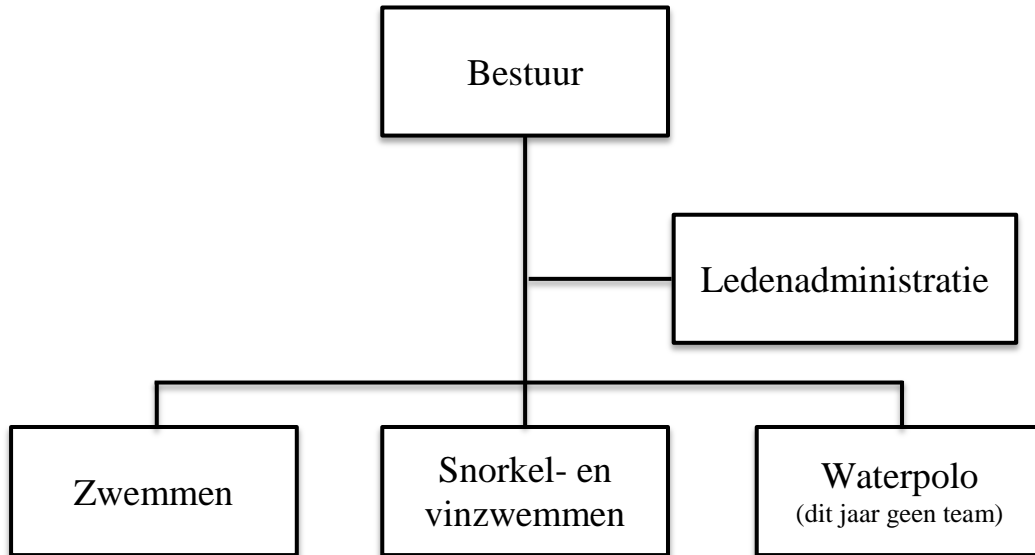 Bestuur
Ledenadministratie
Zwemmen
Snorkel- en
vinzwemmen
Waterpolo
(dit jaar geen team)